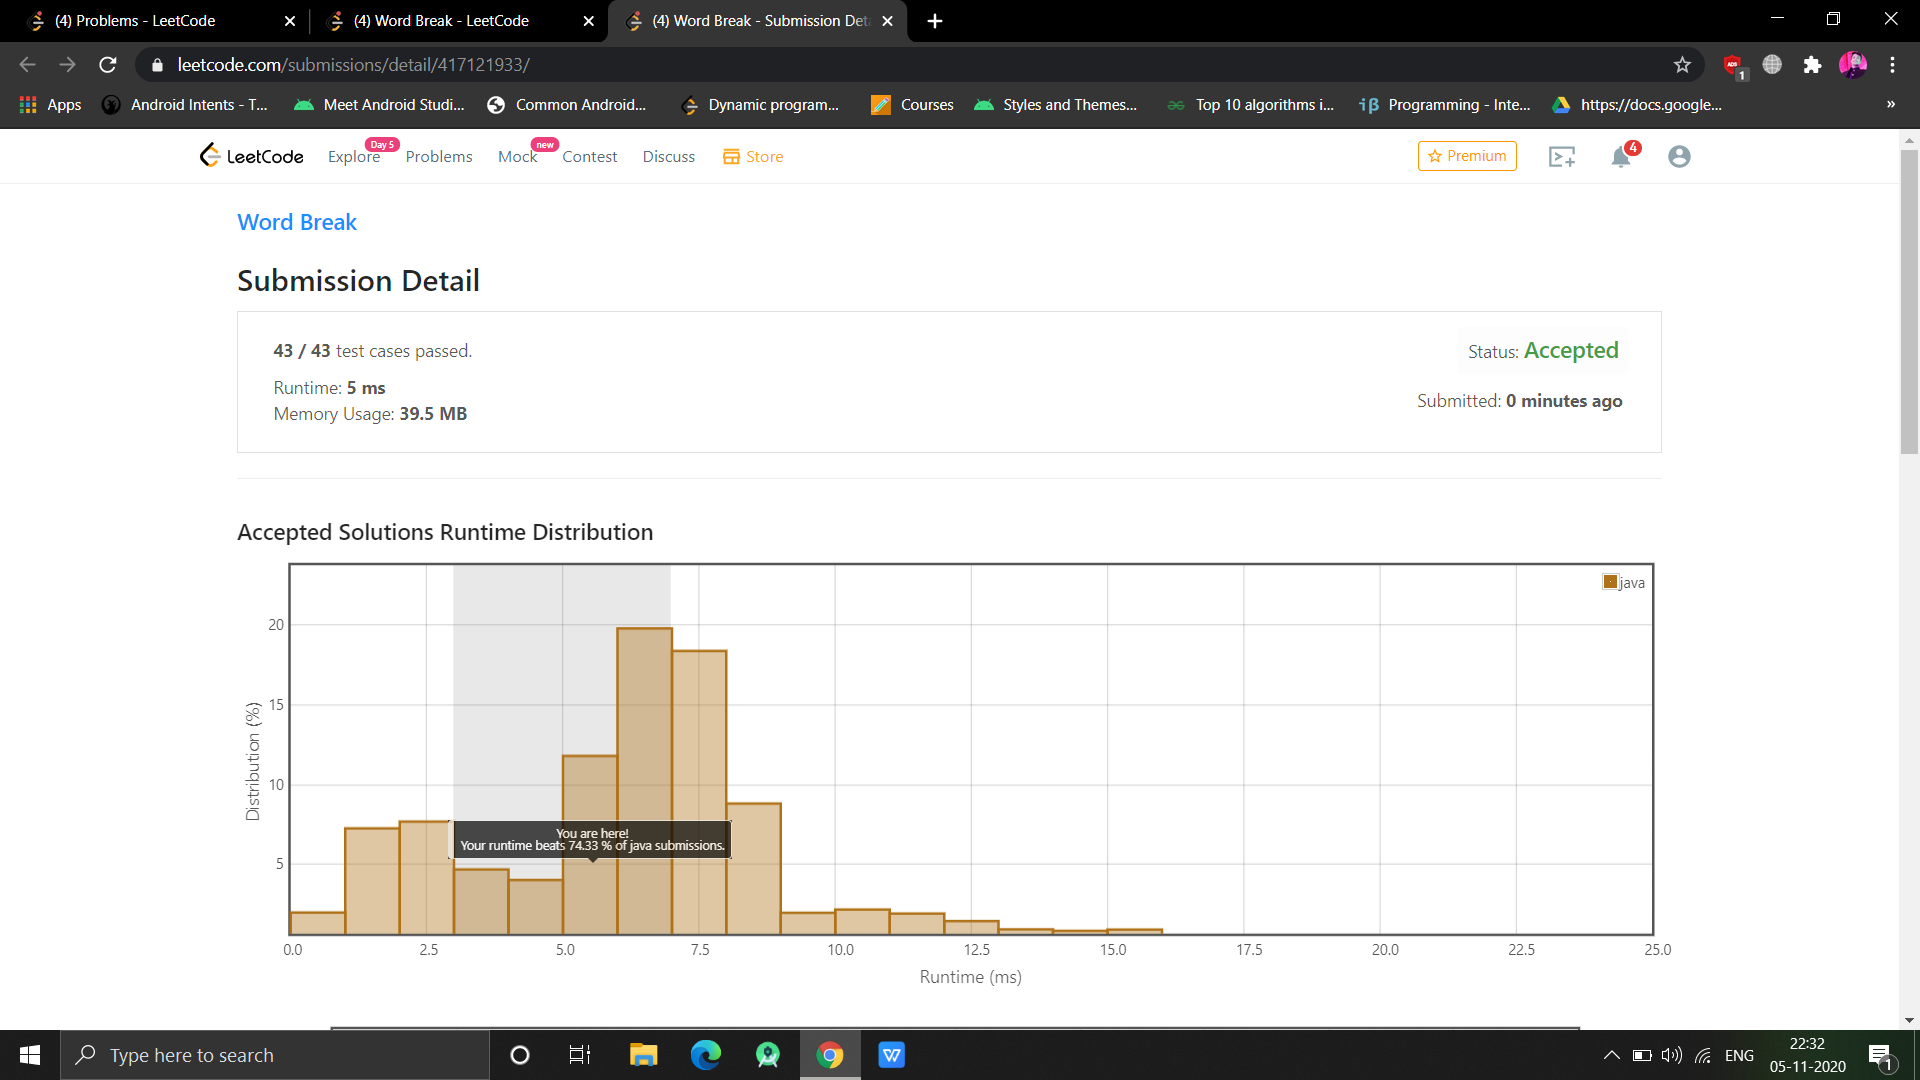 (4) Problems - LeetCode
(4) Word Break - LeetCode
(4) Word Break - Submission Det
leetcode.com/submissions/detail/417121933/
1
Apps
Android Intents - T...
Meet Android Studi...
Common Android...
Dynamic program...
Courses
Styles and Themes...
Top 10 algorithms i...
Programming - Inte...
https://docs.google...
»
LeetCode
Explore
Day 5
Problems
Mock
new
Contest
Discuss
Store
Premium
4
Word Break
Submission Detail
43 / 43 test cases passed.
Status: Accepted
Runtime: 5 ms
Submitted: 0 minutes ago
Memory Usage: 39.5 MB
Accepted Solutions Runtime Distribution
java
20
15
10
5
Distribution (%)
You are here!
Your runtime beats 74.33 % of java submissions.
0.0
2.5
5.0
7.5
10.0
12.5
15.0
17.5
20.0
22.5
25.0
Runtime (ms)
Type here to search
W
ENG
22:32
05-11-2020
1